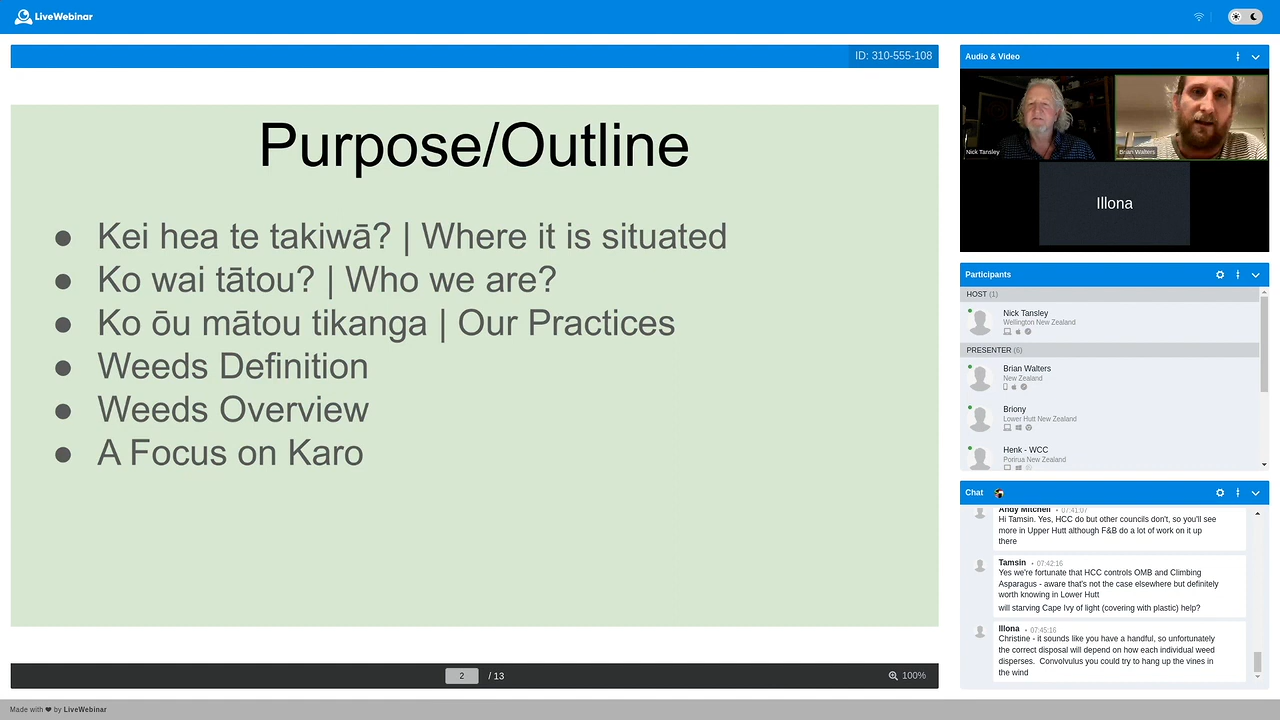 LiveWebinar
ID: 310-555-108
Purpose/Outline
● Kei hea te takiwā? | Where it is situated
● Ko wai tātou? | Who we are?
● Ko ōu mātou tikanga | Our Practices
● Weeds Definition
● Weeds Overview
● A Focus on Karo
2 / 13
100%
Made with ❤ by LiveWebinar
Audio & Video
Nick Tansley
Brian Walters
Illona
Participants
HOST (1)
Nick Tansley
Wellington New Zealand
PRESENTER (6)
Brian Walters
New Zealand
Briony
Lower Hutt New Zealand
Henk - WCC
Porirua New Zealand
Chat
Andy Mitchell • 07:41:07
Hi Tamsin. Yes, HCC do but other councils don't, so you'll see
more in Upper Hutt although F&B do a lot of work on it up
there
Tamsin • 07:42:16
Yes we're fortunate that HCC controls OMB and Climbing
Asparagus - aware that's not the case elsewhere but definitely
worth knowing in Lower Hutt
will starving Cape Ivy of light (covering with plastic) help?
Illona • 07:45:16
Christine - it sounds like you have a handful, so unfortunately
the correct disposal will depend on how each individual weed
disperses. Convolvulus you could try to hang up the vines in
the wind